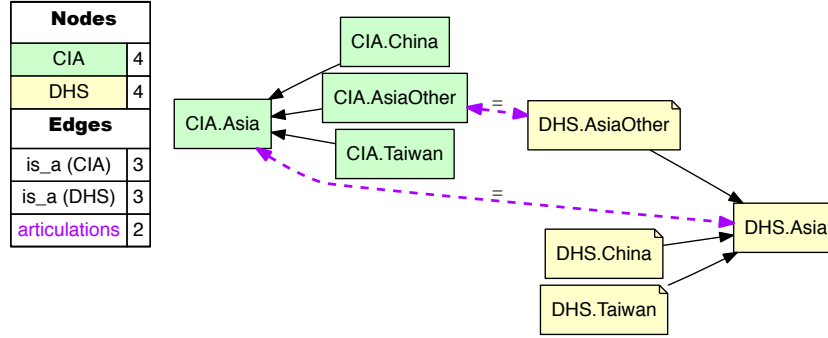 Nodes
CIA 4
DHS 4
Edges
is_a (CIA) 3
is_a (DHS) 3
articulations 2
CIA.China
CIA.AsiaOther
CIA.Asia
CIA.Taiwan
=
DHS.AsiaOther
=
DHS.Asia
DHS.China
DHS.Taiwan